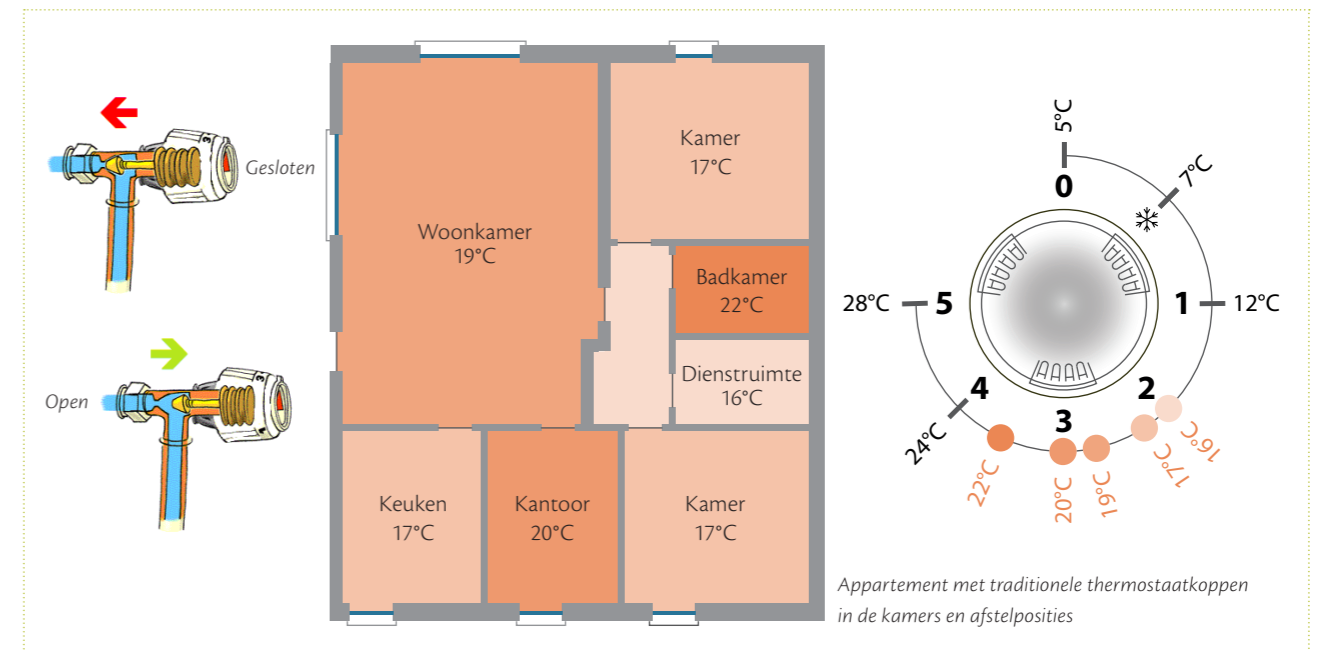 Gesloten
Open
Woonkamer
19°C
Kamer
17°C
Badkamer
22°C
Dienstruimte
16°C
Keuken
17°C
Kantoor
20°C
Kamer
17°C
5°C
0
7°C
1
12°C
2
16°C
17°C
3
19°C
20°C
22°C
4
24°C
5
28°C
Appartement met traditionele thermostaatkoppen
in de kamers en afstelposities